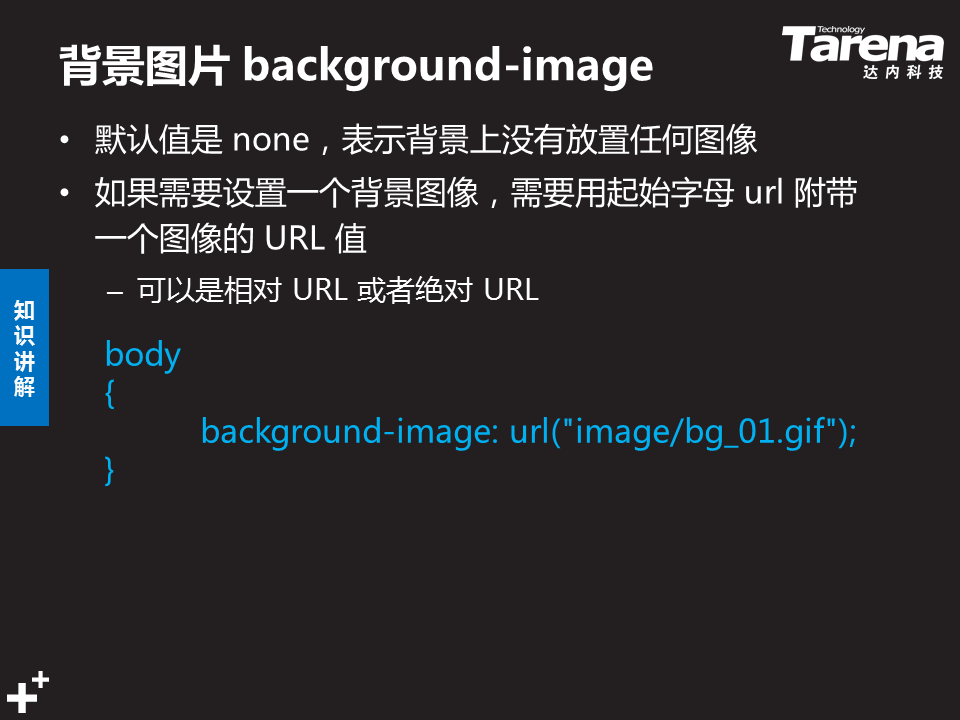 背景图片 background-image
Technology
Tarena
达内科技
• 默认值是 none，表示背景上没有放置任何图像
• 如果需要设置一个背景图像，需要用起始字母 url 附带
一个图像的 URL 值
– 可以是相对 URL 或者绝对 URL
知识讲解
body
{
background-image: url("image/bg_01.gif");
}